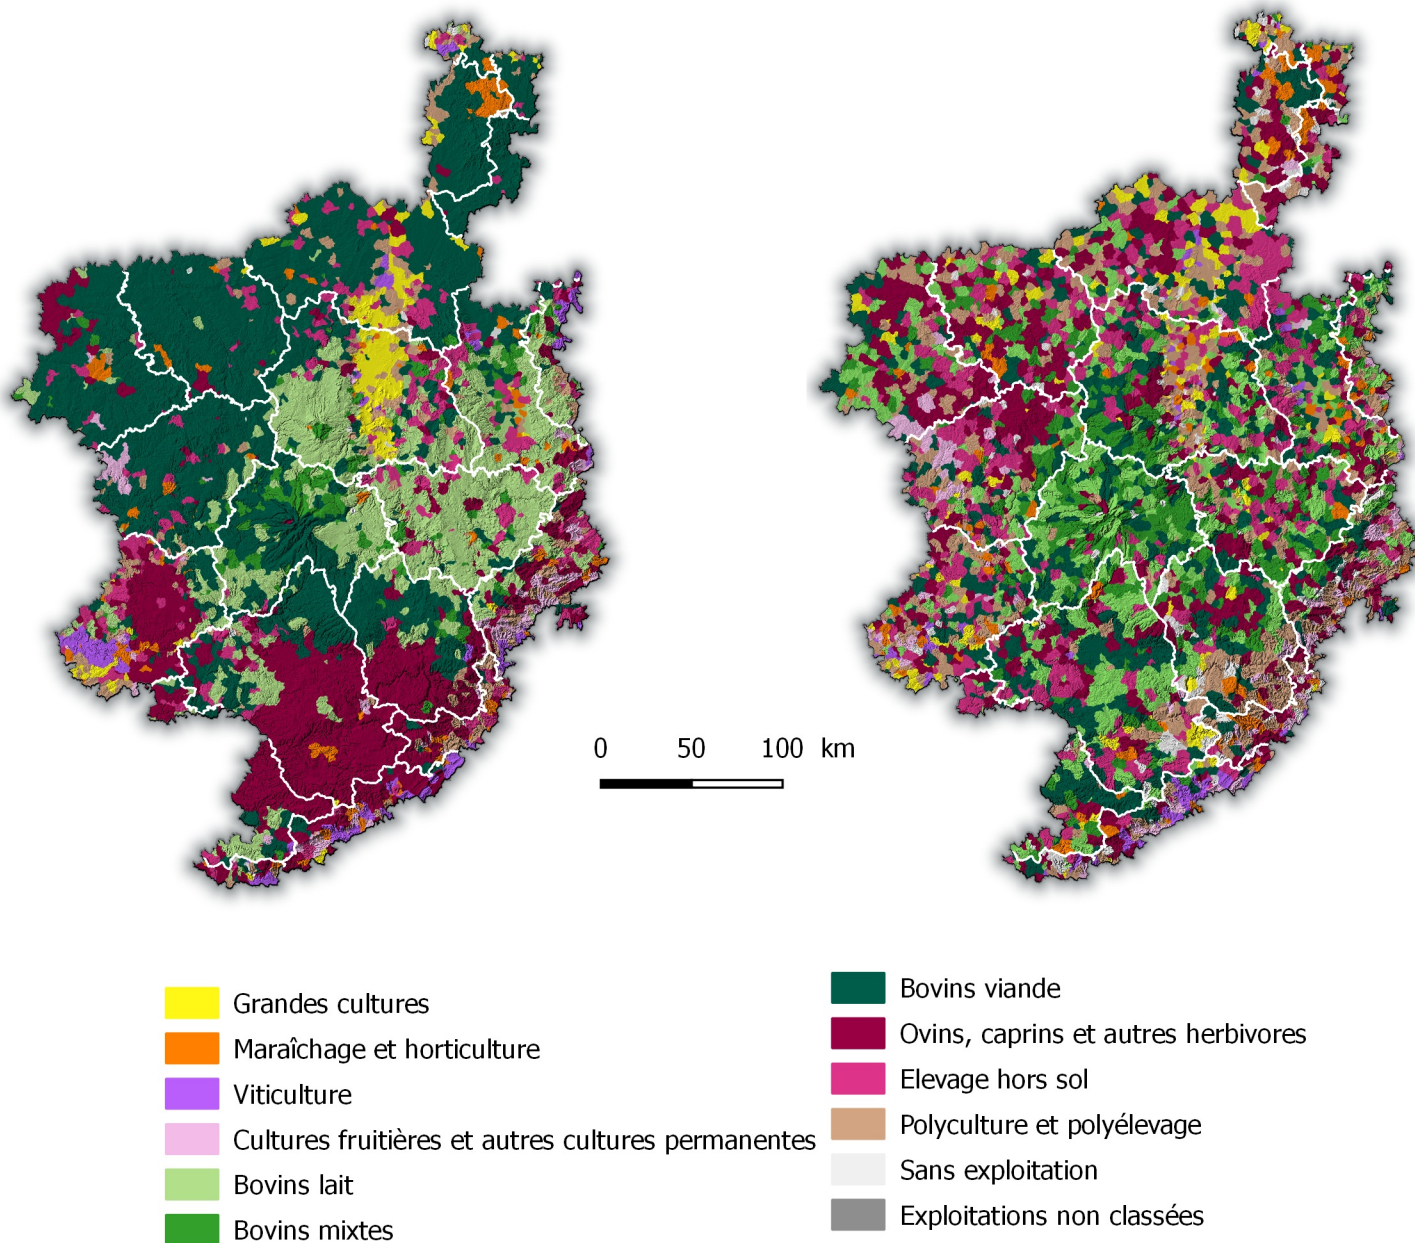 0 50 100 km
Grandes cultures
Maraîchage et horticulture
Viticulture
Cultures fruitières et autres cultures permanentes
Bovins lait
Bovins mixtes
Bovins viande
Ovins, caprins et autres herbivores
Elevage hors sol
Polyculture et polyélevage
Sans exploitation
Exploitations non classées